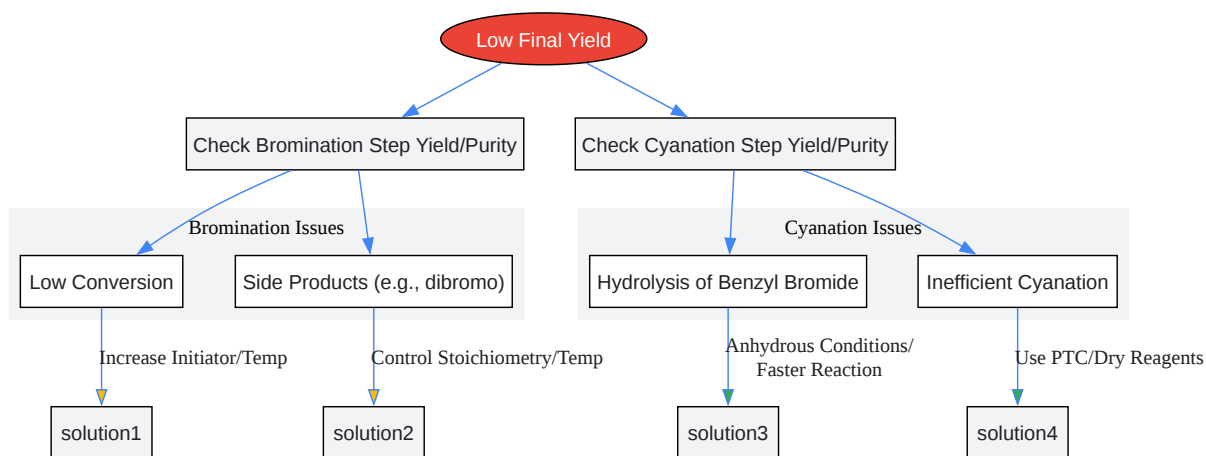 Low Final Yield
Check Bromination Step Yield/Purity
Check Cyanation Step Yield/Purity
Bromination Issues
Cyanation Issues
Low Conversion
Side Products (e.g., dibromo)
Hydrolysis of Benzyl Bromide
Inefficient Cyanation
Increase Initiator/Temp
Control Stoichiometry/Temp
Anhydrous Conditions/
Faster Reaction
Use PTC/Dry Reagents
solution1
solution2
solution3
solution4